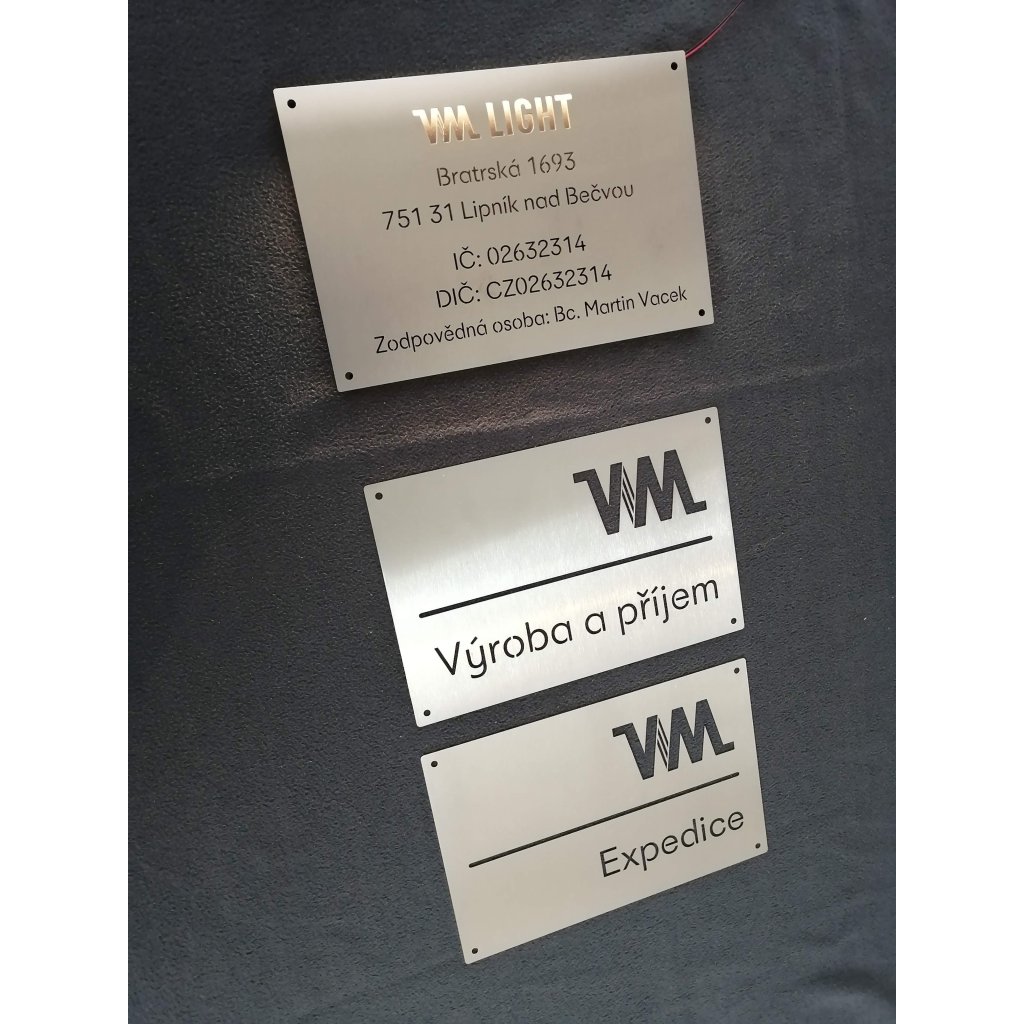 VM LIGHT
Bratrská 1693
751 31 Lipník nad Bečvou
IČ: 02632314
DIČ: CZ02632314
Zodpovědná osoba: Bc. Martin Vacek
VM
Výroba a příjem
VM
Expedice